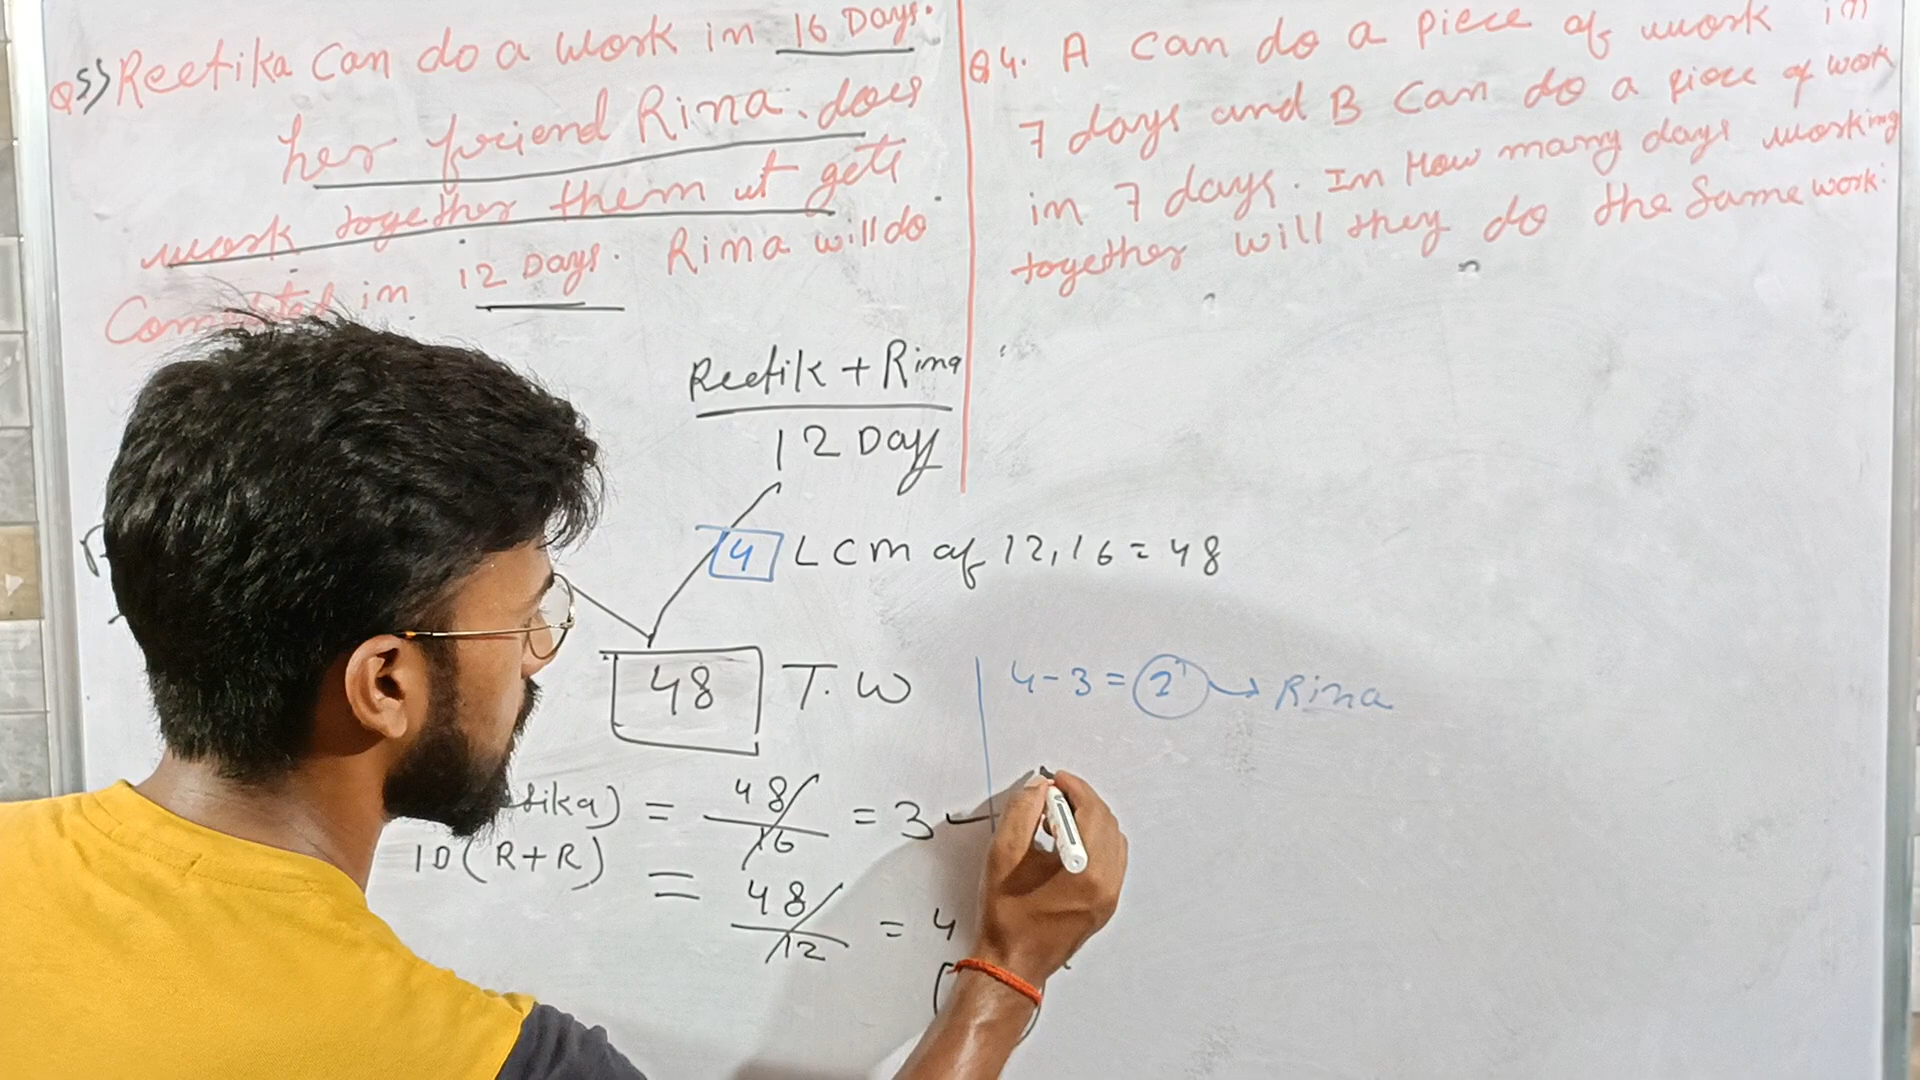 Q5) Reetika Can do a work in 16 Days.
her friend Rina. does
work together them ut gets
Completed in 12 Days. Rina will do
Reetik + Rina
12 Day
4 LCM of 12,16 = 48
48 T.W
tika) = 48/16 = 3
1D(R+R) = 48/12 = 4
4-3 = 1 → Rina
Q4. A can do a piece of work in
7 days and B can do a piece of work
in 7 days. In How many days working
together will they do the Same work.